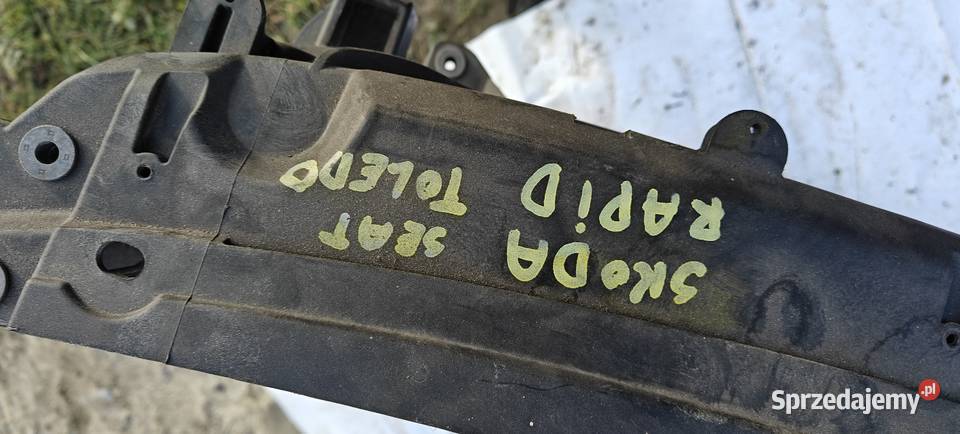 SKODA SEAT
RAPiD TOLEDO
Sprzedajemy.pl